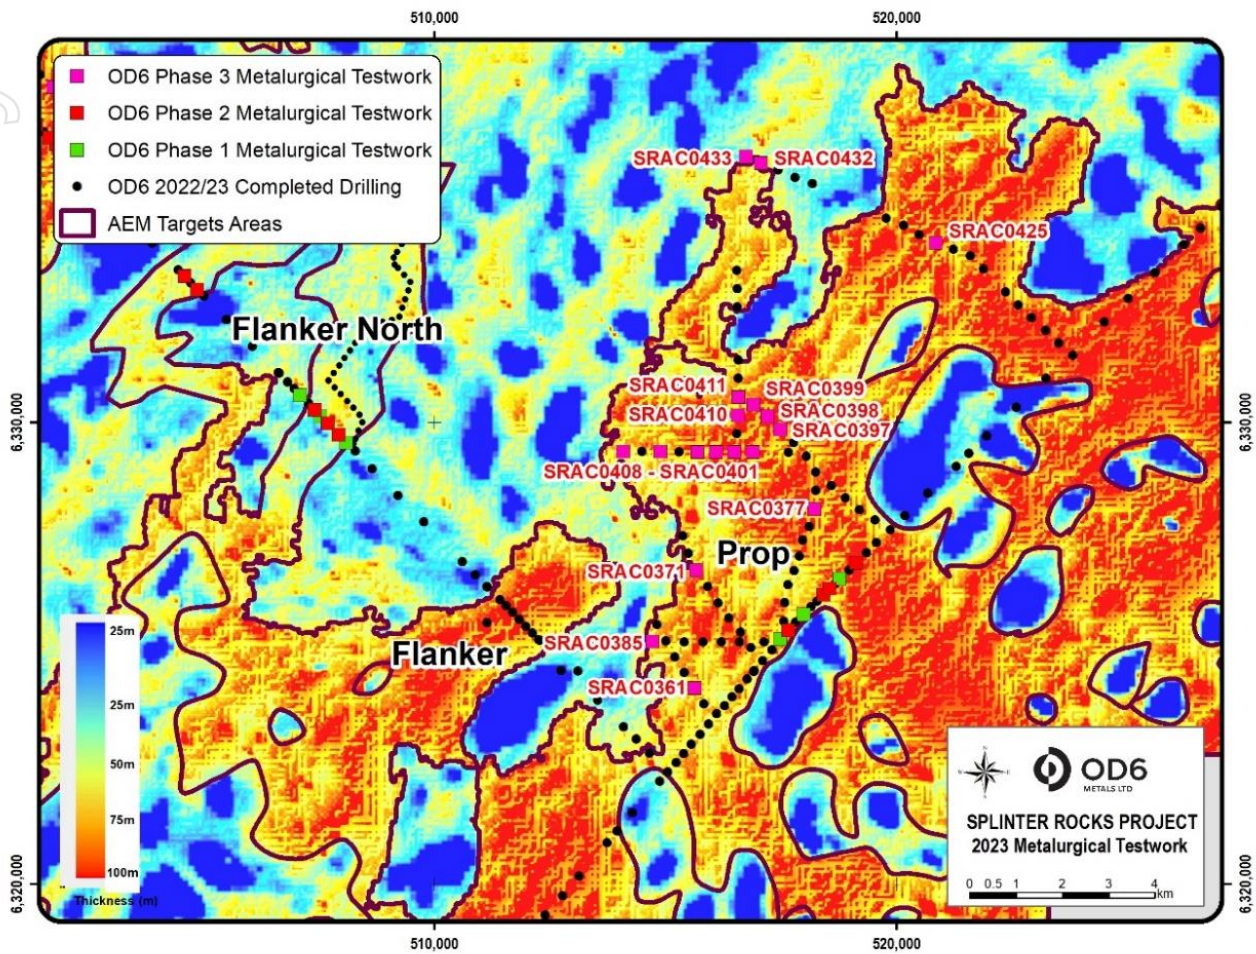 510,000
520,000
OD6 Phase 3 Metalurgical Testwork
OD6 Phase 2 Metalurgical Testwork
OD6 Phase 1 Metalurgical Testwork
OD6 2022/23 Completed Drilling
AEM Targets Areas
SRAC0433
SRAC0432
SRAC0425
Flanker North
SRAC0411
SRAC0399
SRAC0410
SRAC0398
SRAC0397
6,330,000
6,330,000
SRAC0408 - SRAC0401
SRAC0377
Prop
SRAC0371
SRAC0385
Flanker
SRAC0361
25m
25m
50m
75m
100m
Thickness (m)
N
OD6
METALS LTD
SPLINTER ROCKS PROJECT
2023 Metalurgical Testwork
0 0.5 1 2 3 4
km
6,320,000
6,320,000
510,000
520,000